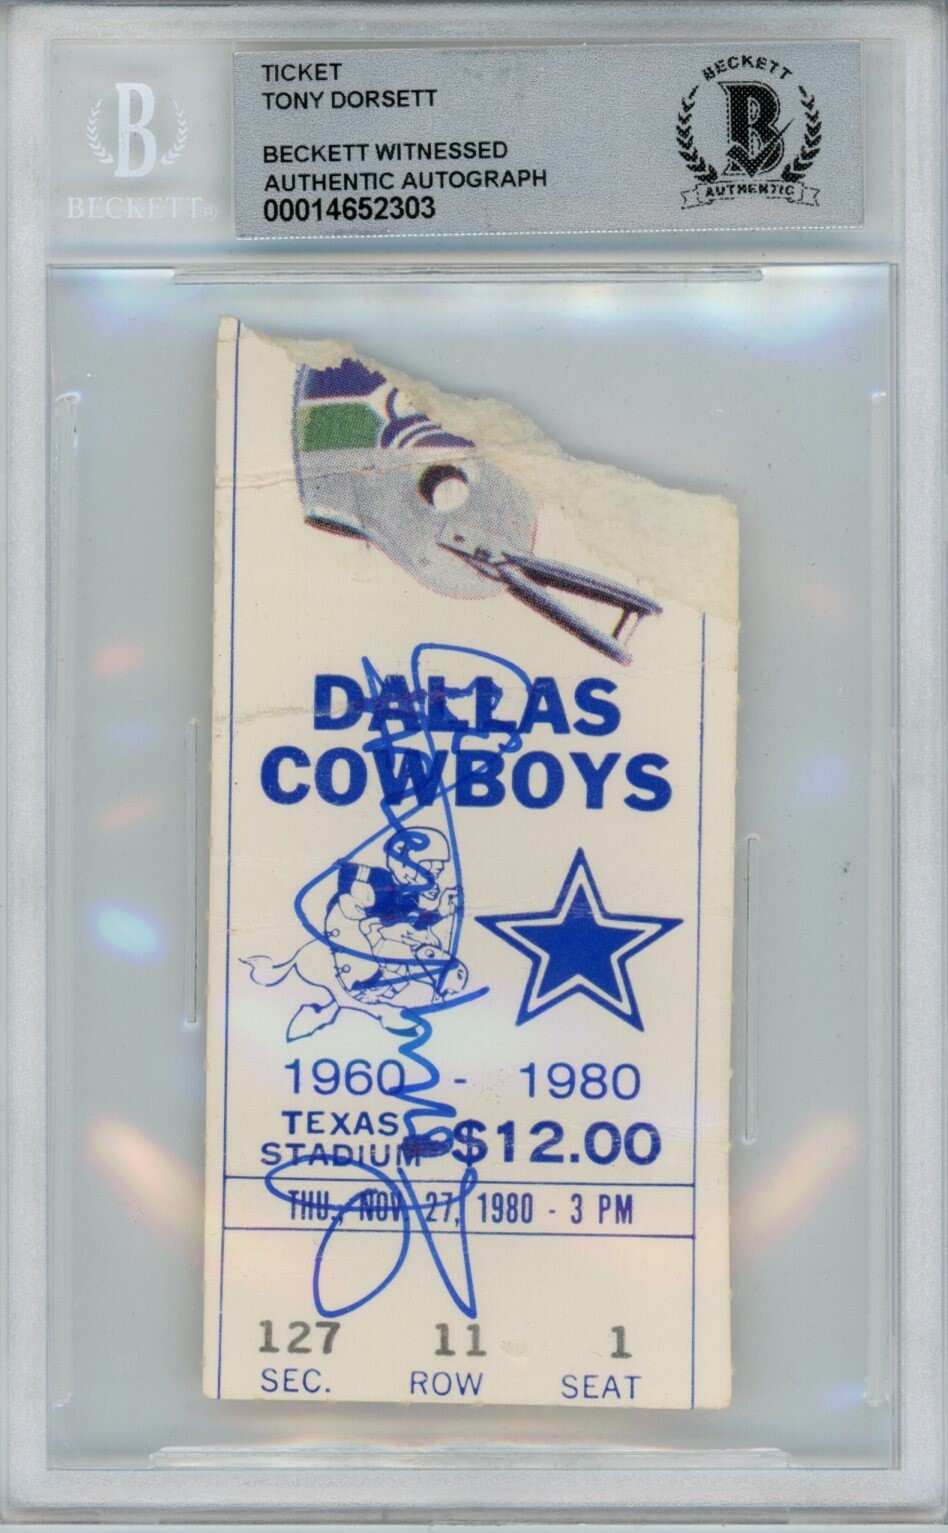 B
BECKETT®
TICKET
TONY DORSETT
BECKETT WITNESSED
AUTHENTIC AUTOGRAPH
00014652303
BECKETT
B
AUTHENTIC
DALLAS
COWBOYS
1960 - 1980
TEXAS
STADIUM $12.00
THU., NOV. 27, 1980 - 3 PM
127 11 1
SEC. ROW SEAT